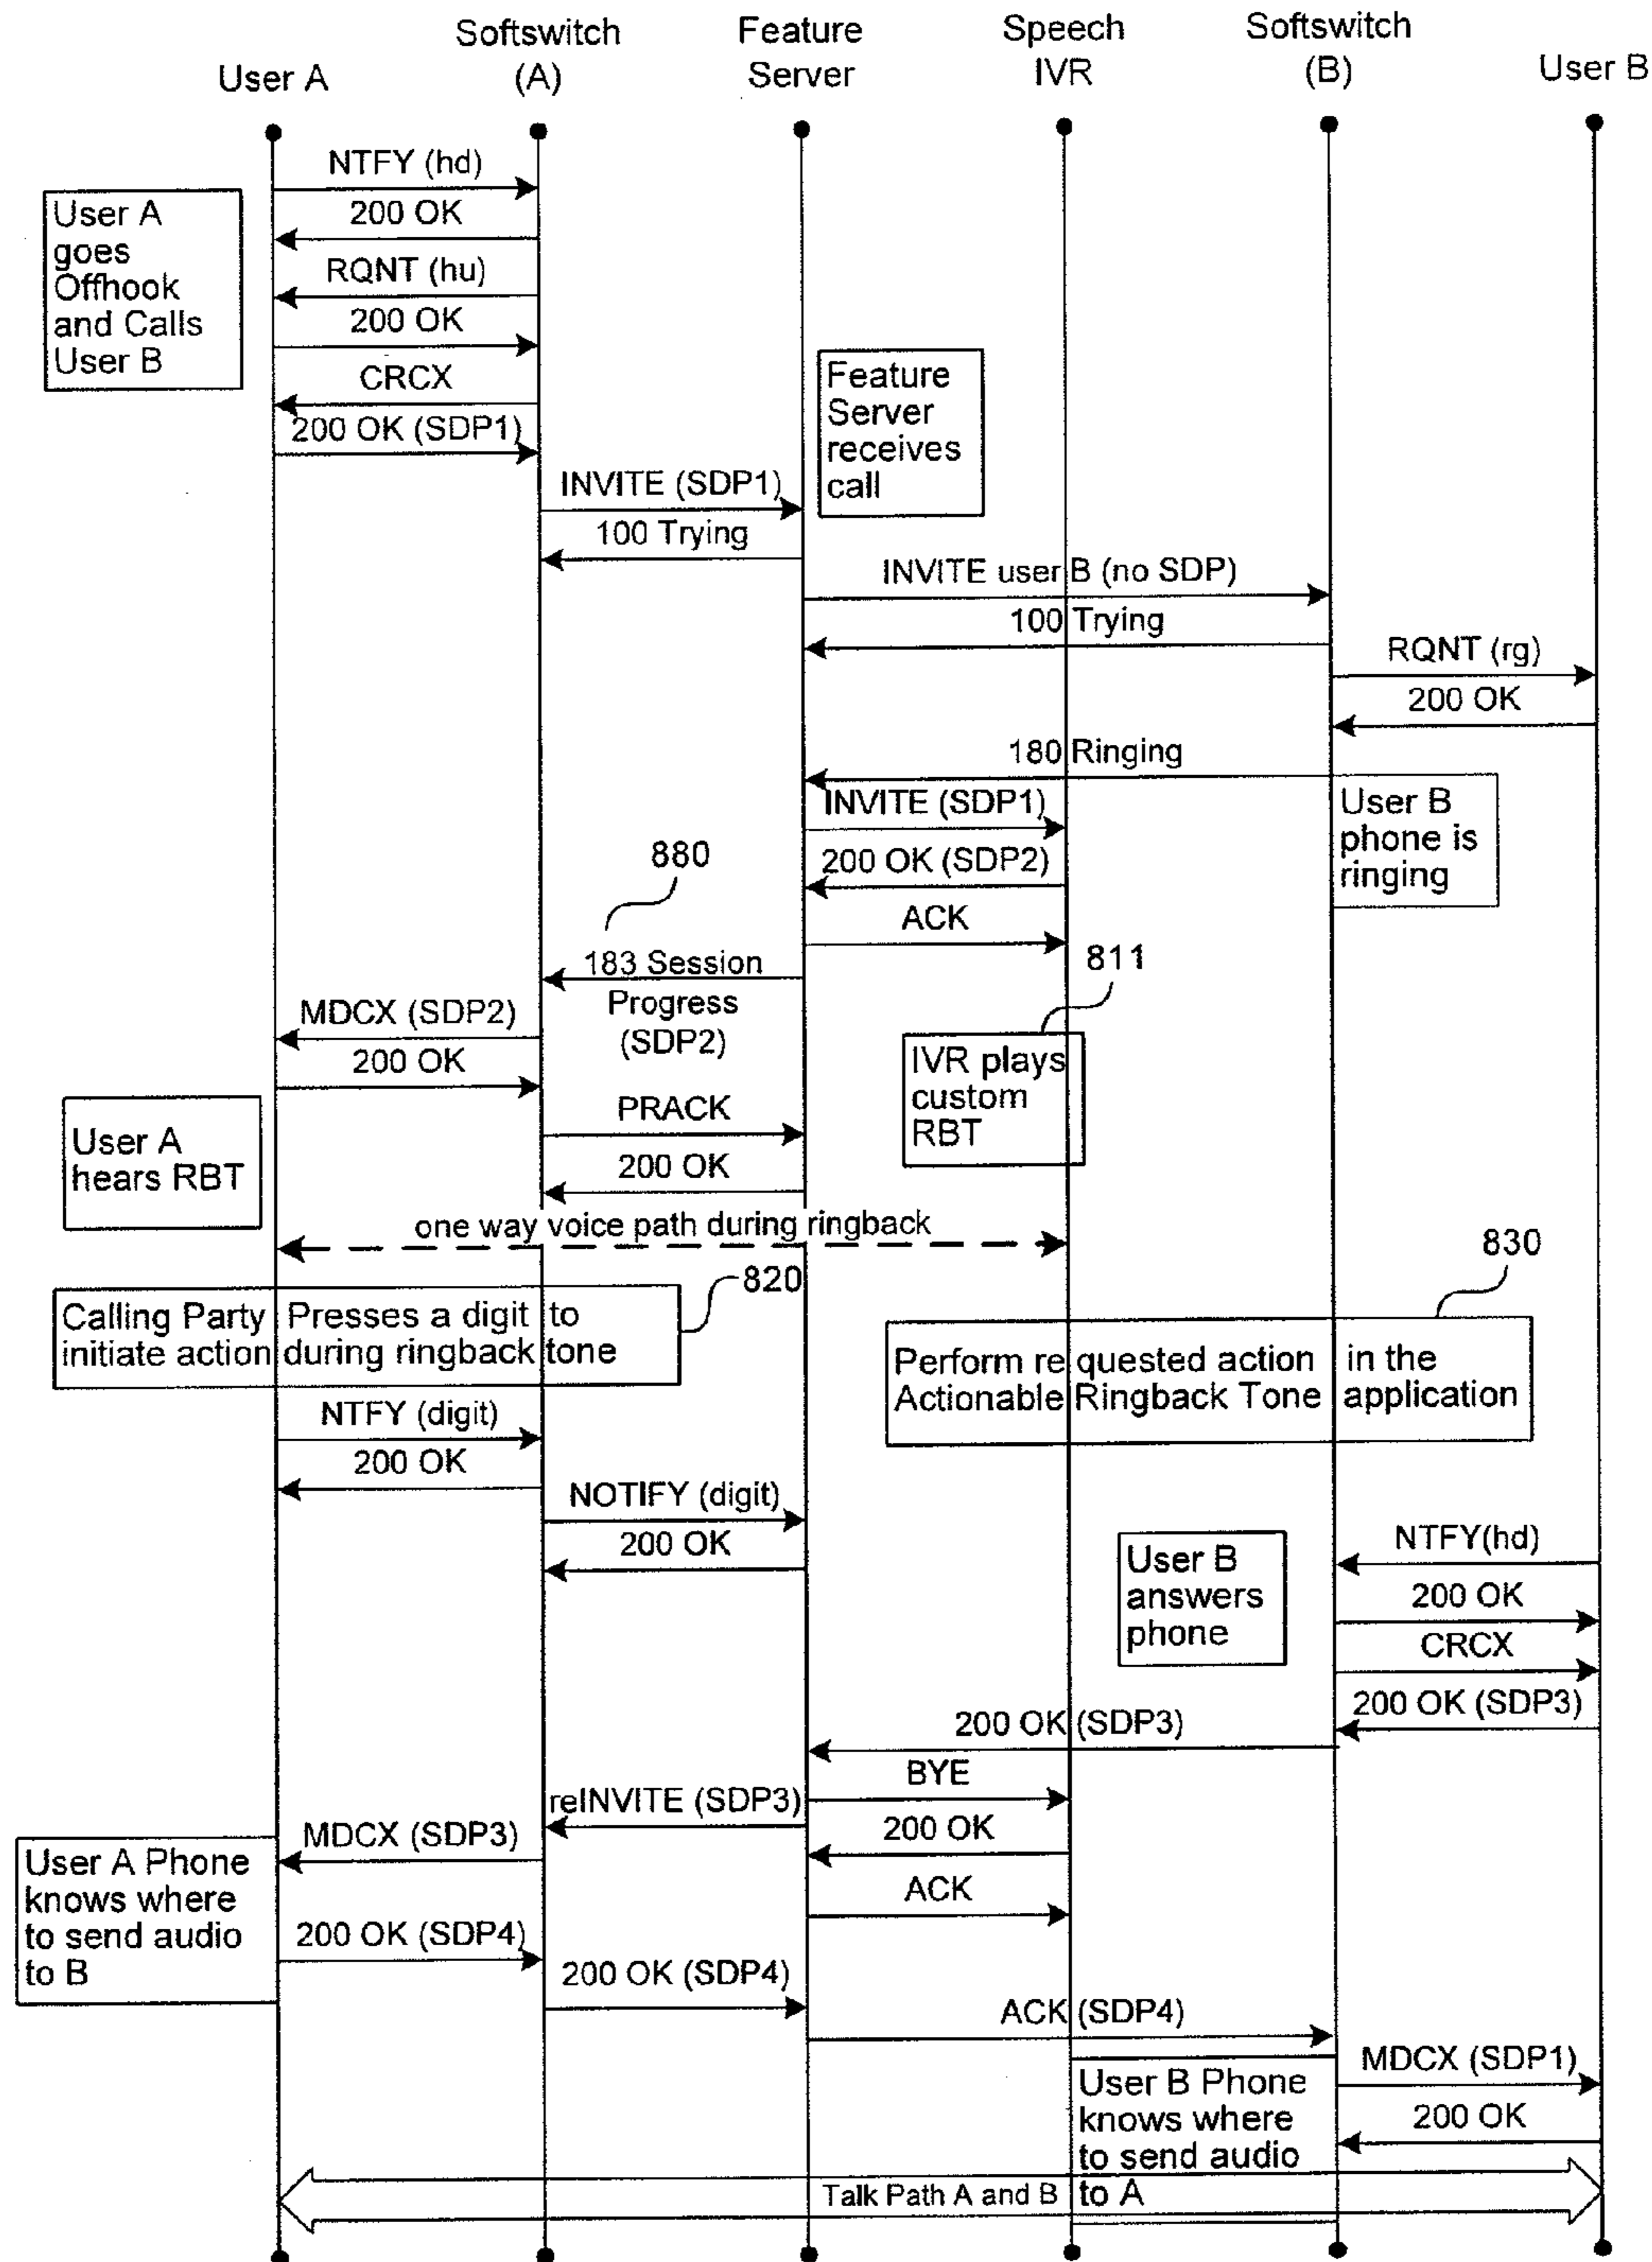 User A
Softswitch
(A)
Feature
Server
Speech
IVR
Softswitch
(B)
User B
NTFY (hd)
200 OK
User A
goes
Offhook
and Calls
User B
RQNT (hu)
200 OK
CRCX
200 OK (SDP1)
Feature
Server
receives
call
INVITE (SDP1)
100 Trying
INVITE user B (no SDP)
100 Trying
RQNT (rg)
200 OK
180 Ringing
User B
phone is
ringing
INVITE (SDP1)
200 OK (SDP2)
880
ACK
811
183 Session
Progress
(SDP2)
MDCX (SDP2)
200 OK
IVR plays
custom
RBT
PRACK
User A
hears RBT
200 OK
one way voice path during ringback
820
830
Calling Party Presses a digit to
initiate action during ringback tone
Perform re quested action in the
Actionable Ringback Tone application
NTFY (digit)
200 OK
NOTIFY (digit)
200 OK
User B
answers
phone
NTFY(hd)
200 OK
CRCX
200 OK (SDP3)
200 OK (SDP3)
BYE
reINVITE (SDP3)
200 OK
MDCX (SDP3)
User A Phone
knows where
to send audio
to B
ACK
200 OK (SDP4)
200 OK (SDP4)
ACK (SDP4)
MDCX (SDP1)
User B Phone
knows where
to send audio
to A
200 OK
Talk Path A and B